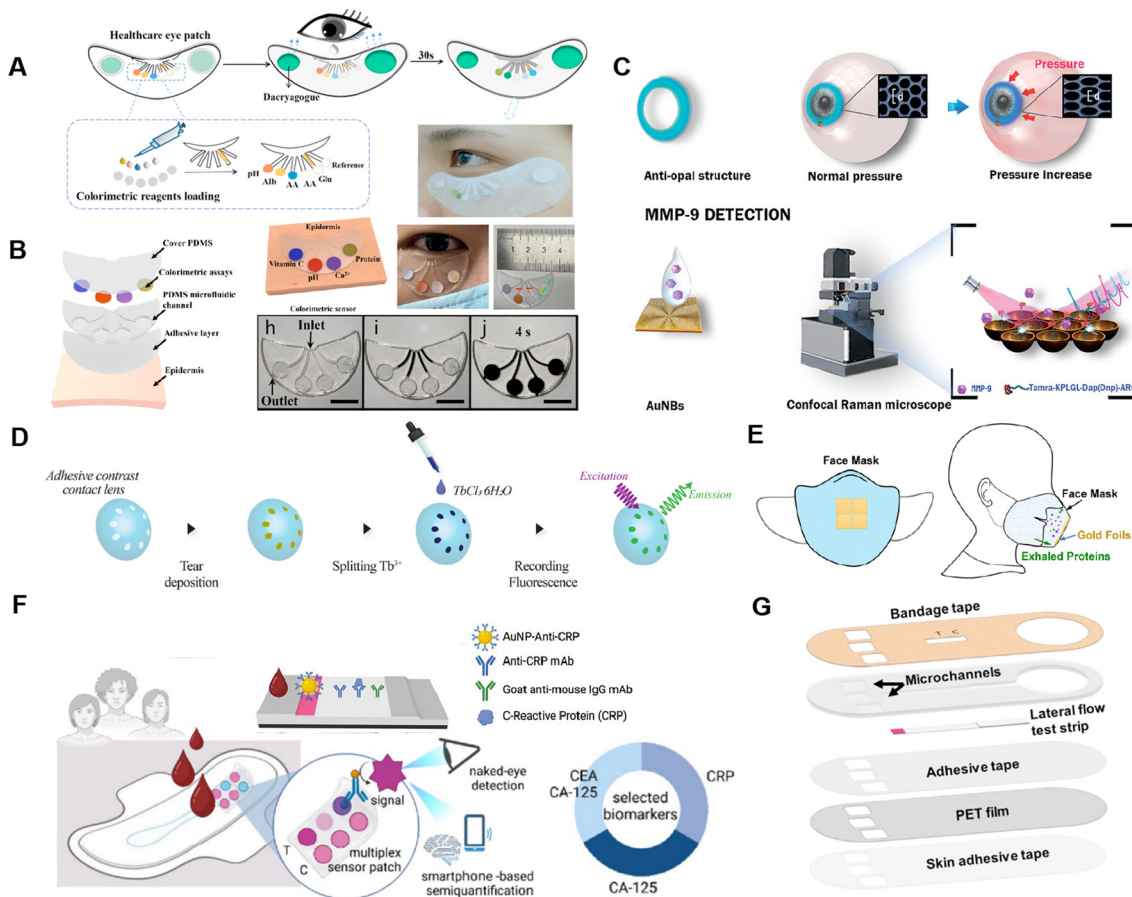 A
Healthcare eye patch
30s
Dacryagogue
Colorimetric reagents loading
pH
Alb
AA
AA
Glu
Reference
B
Cover PDMS
Colorimetric assays
PDMS microfluidic
channel
Adhesive layer
Epidermis
Epidermis
Vitamin C
pH
Ca²⁺
Protein
Colorimetric sensor
0 1 2 3 4
h
Inlet
Outlet
i
j
4 s
C
Anti-opal structure
d
Normal pressure
Pressure
d
Pressure increase
MMP-9 DETECTION
AuNBs
Confocal Raman microscope
MMP-9
Tamra-KPLGL-Dap(Dnp)-AR
D
Adhesive contrast
contact lens
Tear
deposition
Splitting Tb³⁺
TbCl₃ 6H₂O
Recording
Fluorescence
Excitation
Emission
E
Face Mask
Face Mask
Gold Foils
Exhaled Proteins
F
AuNP-Anti-CRP
Anti-CRP mAb
Goat anti-mouse IgG mAb
C-Reactive Protein (CRP)
T
C
multiplex
sensor patch
signal
naked-eye
detection
smartphone -based
semiquantification
CEA
CA-125
CRP
selected
biomarkers
CA-125
G
Bandage tape
T C
Microchannels
Lateral flow
test strip
Adhesive tape
PET film
Skin adhesive tape